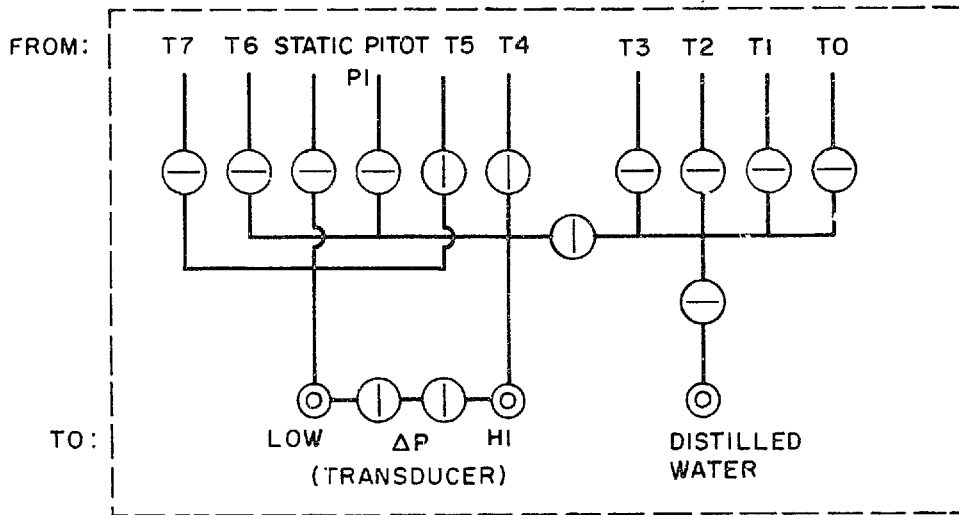 FROM: T7 T6 STATIC PITOT T5 T4 T3 T2 T1 T0
P1
TO: LOW ΔP HI DISTILLED
(TRANSDUCER) WATER